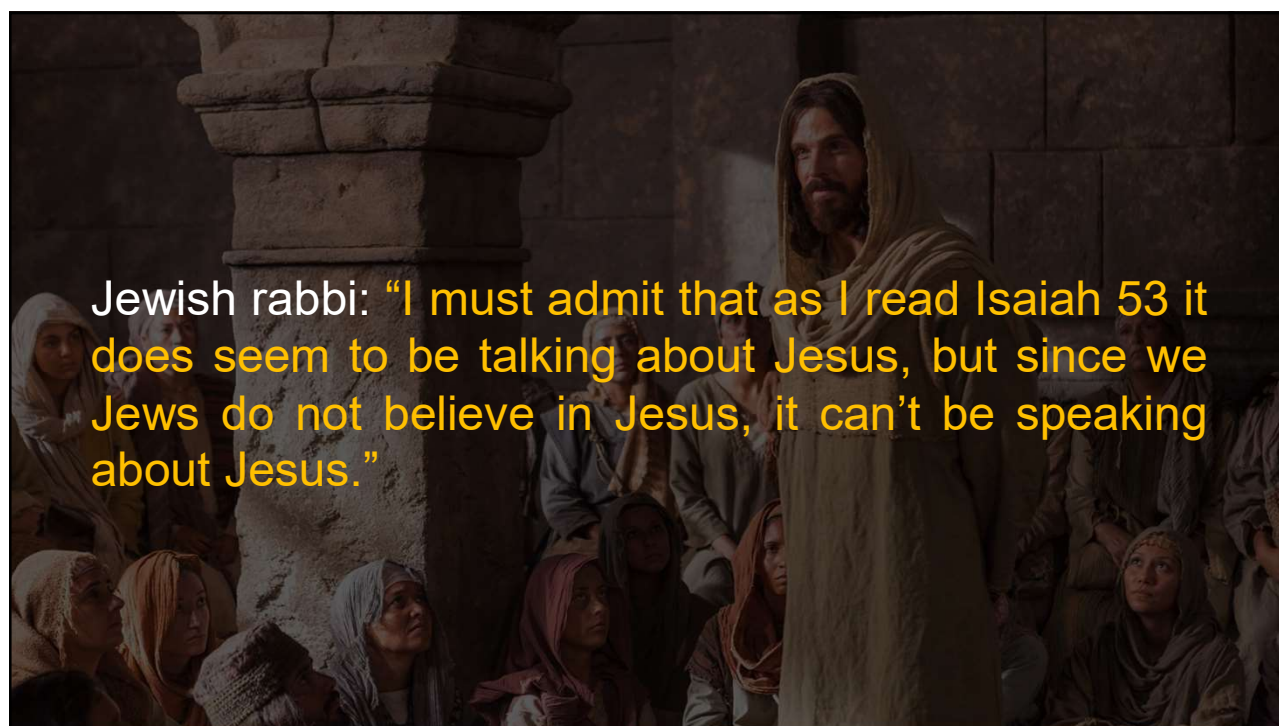 Jewish rabbi: “I must admit that as I read Isaiah 53 it
does seem to be talking about Jesus, but since we
Jews do not believe in Jesus, it can’t be speaking
about Jesus.”